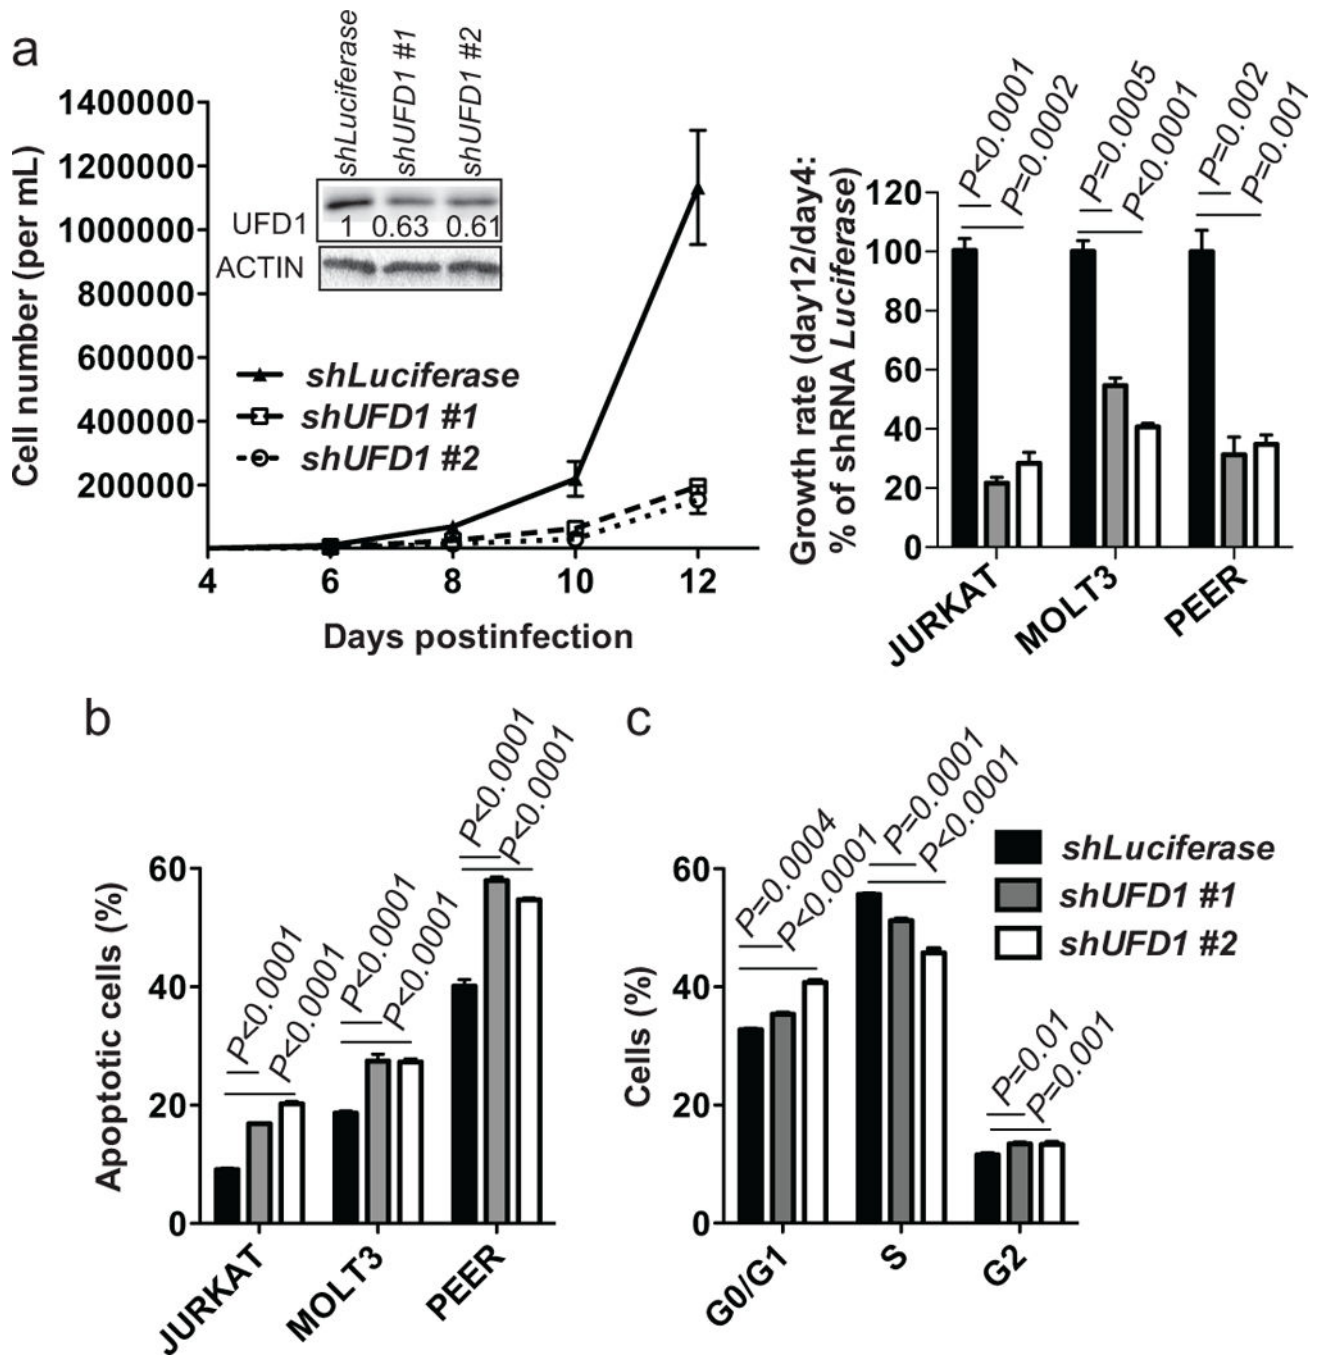 a
shLuciferase
shUFD1 #1
shUFD1 #2
UFD1
1 0.63 0.61
ACTIN
Cell number (per mL)
1400000
1200000
1000000
800000
600000
400000
200000
shLuciferase
shUFD1 #1
shUFD1 #2
4 6 8 10 12
Days postinfection
Growth rate (day12/day4:
% of shRNA Luciferase)
120
100
80
60
40
20
0
P<0.0001
P=0.0002
P=0.0005
P<0.0001
P=0.002
P=0.001
JURKAT
MOLT3
PEER
b
Apoptotic cells (%)
60
40
20
0
P<0.0001
P<0.0001
P<0.0001
P<0.0001
P<0.0001
P<0.0001
JURKAT
MOLT3
PEER
c
Cells (%)
60
40
20
0
P=0.0004
P<0.0001
P=0.0001
P<0.0001
P=0.01
P=0.001
G0/G1
S
G2
shLuciferase
shUFD1 #1
shUFD1 #2